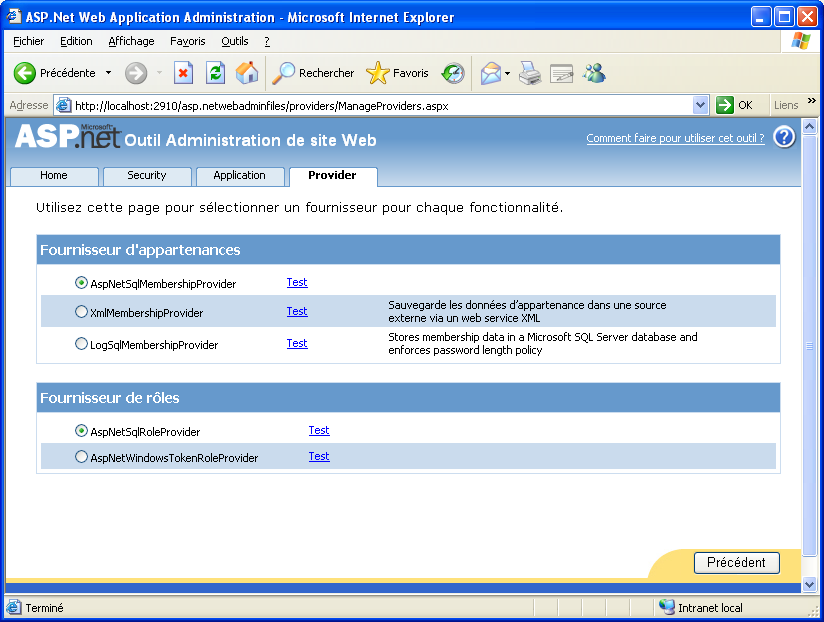 ASP.Net Web Application Administration - Microsoft Internet Explorer
Fichier Edition Affichage Favoris Outils ?
Précédente Rechercher Favoris
Adresse http://localhost:2910/asp.netwebadminfiles/providers/ManageProviders.aspx OK Liens »
Microsoft
ASP.net Outil Administration de site Web Comment faire pour utiliser cet outil ? ?
Home Security Application Provider
Utilisez cette page pour sélectionner un fournisseur pour chaque fonctionnalité.
Fournisseur d'appartenances
AspNetSqlMembershipProvider Test
XmlMembershipProvider Test Sauvegarde les données d'appartenance dans une source
externe via un web service XML
LogSqlMembershipProvider Test Stores membership data in a Microsoft SQL Server database and
enforces password length policy
Fournisseur de rôles
AspNetSqlRoleProvider Test
AspNetWindowsTokenRoleProvider Test
Précédent
Terminé Intranet local